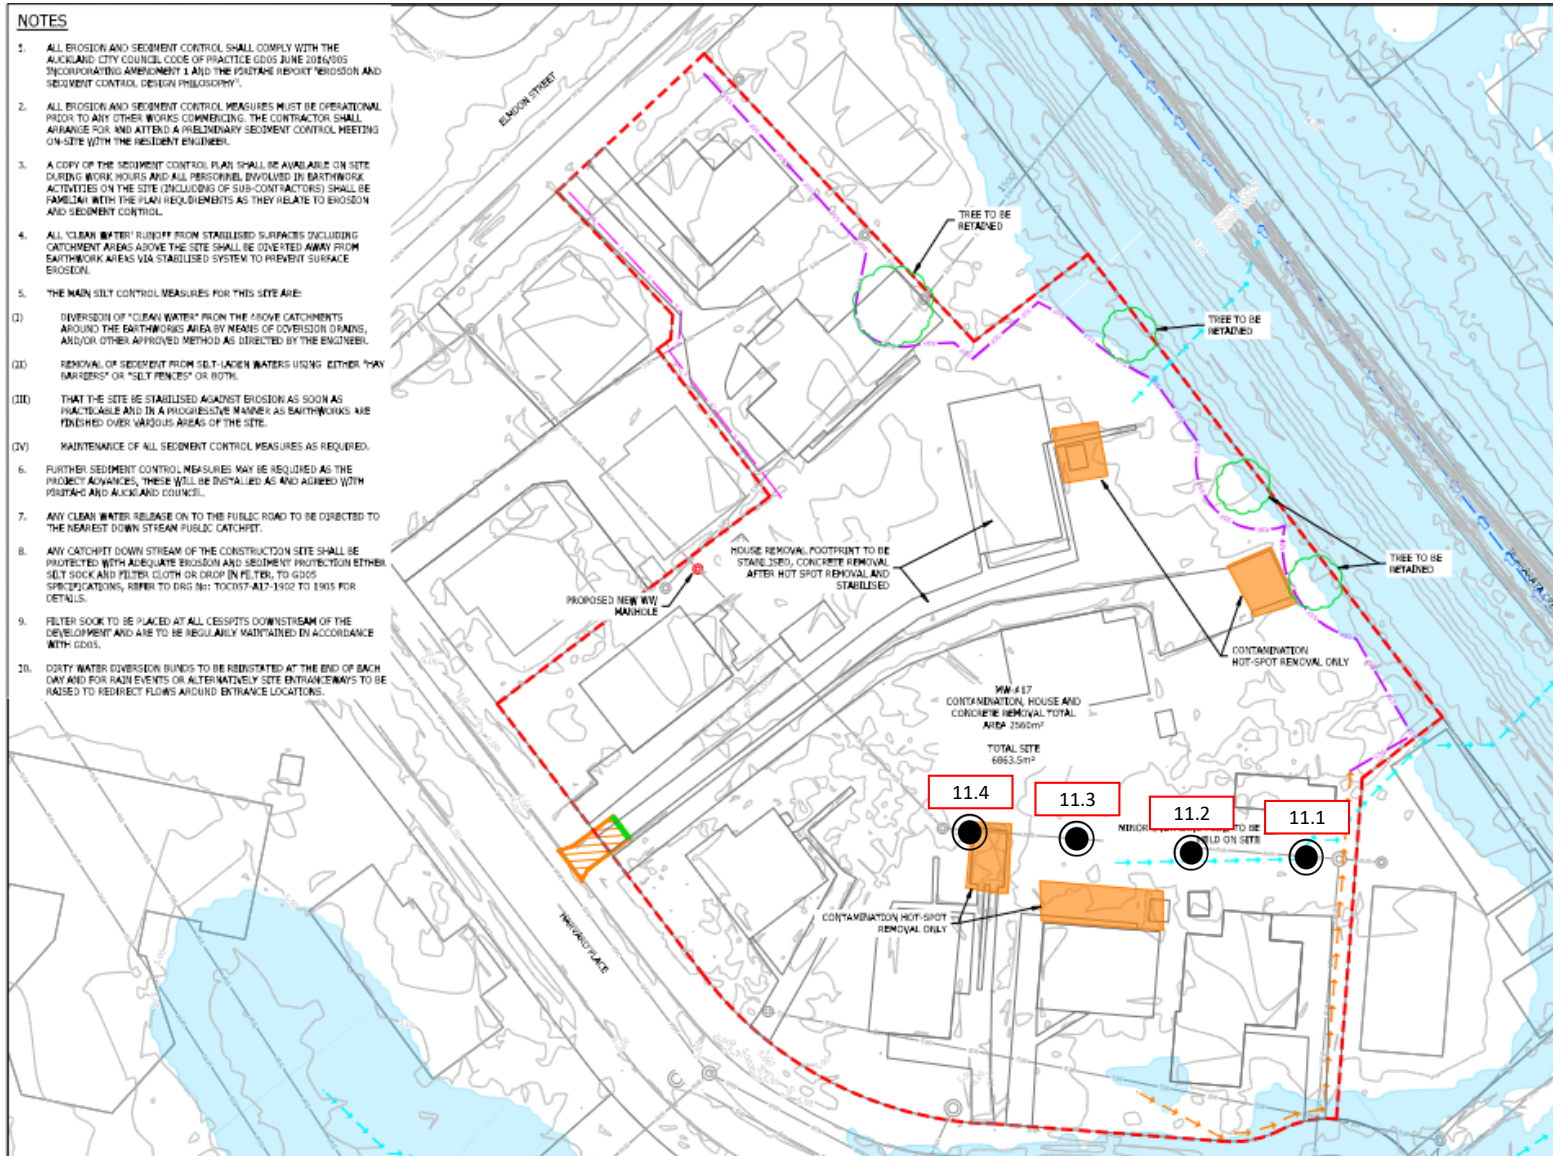 NOTES
1. ALL EROSION AND SEDIMENT CONTROL SHALL COMPLY WITH THE
AUCKLAND CITY COUNCIL CODE OF PRACTICE GD05 JUNE 2016/005
INCORPORATING AMENDMENT 1 AND THE PIRITAHI REPORT "EROSION AND
SEDIMENT CONTROL DESIGN PHILOSOPHY".
2. ALL EROSION AND SEDIMENT CONTROL MEASURES MUST BE OPERATIONAL
PRIOR TO ANY OTHER WORKS COMMENCING. THE CONTRACTOR SHALL
ARRANGE FOR AND ATTEND A PRELIMINARY SEDIMENT CONTROL MEETING
ON-SITE WITH THE RESIDENT ENGINEER.
3. A COPY OF THE SEDIMENT CONTROL PLAN SHALL BE AVAILABLE ON SITE
DURING WORK HOURS AND ALL PERSONNEL INVOLVED IN EARTHWORK
ACTIVITIES ON THE SITE (INCLUDING OF SUB-CONTRACTORS) SHALL BE
FAMILIAR WITH THE PLAN REQUIREMENTS AS THEY RELATE TO EROSION
AND SEDIMENT CONTROL.
4. ALL 'CLEAN WATER' RUNOFF FROM STABILISED SURFACES INCLUDING
CATCHMENT AREAS ABOVE THE SITE SHALL BE DIVERTED AWAY FROM
EARTHWORK AREAS VIA STABILISED SYSTEM TO PREVENT SURFACE
EROSION.
5. THE MAIN SILT CONTROL MEASURES FOR THIS SITE ARE:
(I) DIVERSION OF "CLEAN WATER" FROM THE ABOVE CATCHMENTS
AROUND THE EARTHWORKS AREA BY MEANS OF DIVERSION DRAINS,
AND/OR OTHER APPROVED METHOD AS DIRECTED BY THE ENGINEER.
(II) REMOVAL OF SEDIMENT FROM SILT-LADEN WATERS USING EITHER "HAY
BARRIERS" OR "SILT FENCES" OR BOTH.
(III) THAT THE SITE BE STABILISED AGAINST EROSION AS SOON AS
PRACTICABLE AND IN A PROGRESSIVE MANNER AS EARTHWORKS ARE
FINISHED OVER VARIOUS AREAS OF THE SITE.
(IV) MAINTENANCE OF ALL SEDIMENT CONTROL MEASURES AS REQUIRED.
6. FURTHER SEDIMENT CONTROL MEASURES MAY BE REQUIRED AS THE
PROJECT ADVANCES, THESE WILL BE INSTALLED AS AND AGREED WITH
PIRITAHI AND AUCKLAND COUNCIL.
7. ANY CLEAN WATER RELEASE ON TO THE PUBLIC ROAD TO BE DIRECTED TO
THE NEAREST DOWN STREAM PUBLIC CATCHPIT.
8. ANY CATCHPIT DOWN STREAM OF THE CONSTRUCTION SITE SHALL BE
PROTECTED WITH ADEQUATE EROSION AND SEDIMENT PROTECTION EITHER
SILT SOCK AND FILTER CLOTH OR DROP IN FILTER, TO GD05
SPECIFICATIONS, REFER TO DRG No: TOC057-A17-1902 TO 1905 FOR
DETAILS.
9. FILTER SOCK TO BE PLACED AT ALL CESSPITS DOWNSTREAM OF THE
DEVELOPMENT AND ARE TO BE REGULARLY MAINTAINED IN ACCORDANCE
WITH GD05.
10. DIRTY WATER DIVERSION BUNDS TO BE REINSTATED AT THE END OF EACH
DAY AND FOR RAIN EVENTS OR ALTERNATIVELY SITE ENTRANCEWAYS TO BE
RAISED TO REDIRECT FLOWS AROUND ENTRANCE LOCATIONS.
ELMDON STREET
TREE TO BE
RETAINED
TREE TO BE
RETAINED
HOUSE REMOVAL FOOTPRINT TO BE
STABILISED, CONCRETE REMOVAL
AFTER HOT SPOT REMOVAL AND
STABILISED
TREE TO BE
RETAINED
PROPOSED NEW WW
MANHOLE
CONTAMINATION
HOT-SPOT REMOVAL ONLY
MW-A17
CONTAMINATION, HOUSE AND
CONCRETE REMOVAL TOTAL
AREA 2560m²
TOTAL SITE
6863.5m²
11.4
11.3
11.2
11.1
MINOR
TO BE
ON SITE
CONTAMINATION HOT-SPOT
REMOVAL ONLY
HARVARD PLACE